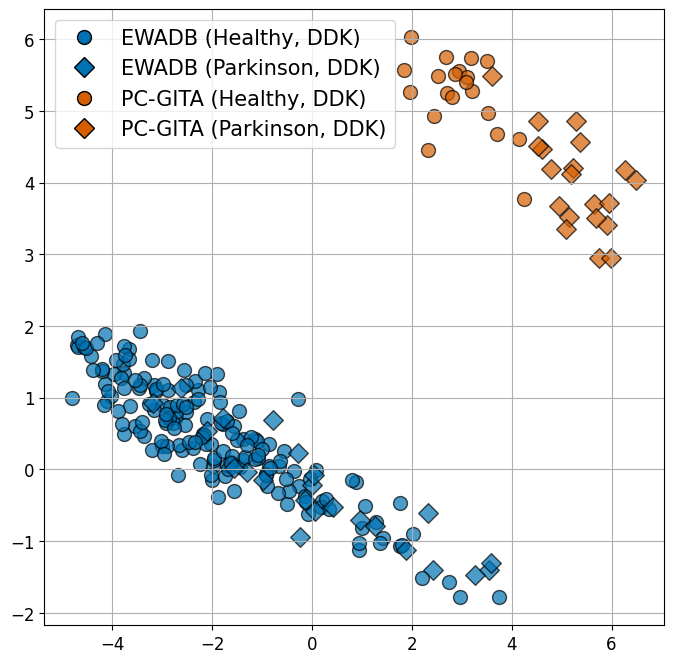 EWADB (Healthy, DDK)
EWADB (Parkinson, DDK)
PC-GITA (Healthy, DDK)
PC-GITA (Parkinson, DDK)
6
5
4
3
2
1
0
−1
−2
−4 −2 0 2 4 6